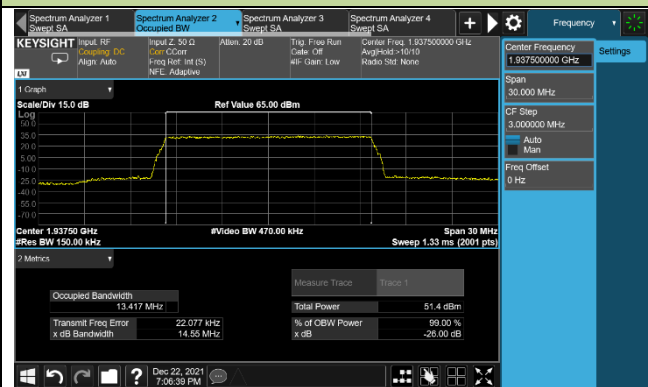 Spectrum Analyzer 1
Swept SA
Spectrum Analyzer 2
Occupied BW
Spectrum Analyzer 3
Swept SA
Spectrum Analyzer 4
Swept SA
Frequency
KEYSIGHT
Input: RF
Coupling: DC
Align: Auto
Input Z: 50 Ω
Corr CCorr
Freq Ref: Int (S)
NFE: Adaptive
Atten: 20 dB
Trig: Free Run
Gate: Off
#IF Gain: Low
Center Freq: 1.937500000 GHz
Avg|Hold:>10/10
Radio Std: None
LXI
Center Frequency
1.937500000 GHz
Settings
Span
30.000 MHz
CF Step
3.000000 MHz
Auto
Man
Freq Offset
0 Hz
1 Graph
Scale/Div 15.0 dB
Ref Value 65.00 dBm
Log
50.0
35.0
20.0
5.00
-10.0
-25.0
-40.0
-55.0
-70.0
Center 1.93750 GHz
#Video BW 470.00 kHz
Span 30 MHz
#Res BW 150.00 kHz
Sweep 1.33 ms (2001 pts)
2 Metrics
Measure Trace
Trace 1
Occupied Bandwidth
13.417 MHz
Total Power
51.4 dBm
Transmit Freq Error
22.077 kHz
% of OBW Power
99.00 %
x dB Bandwidth
14.55 MHz
x dB
-26.00 dB
Dec 22, 2021
7:06:39 PM